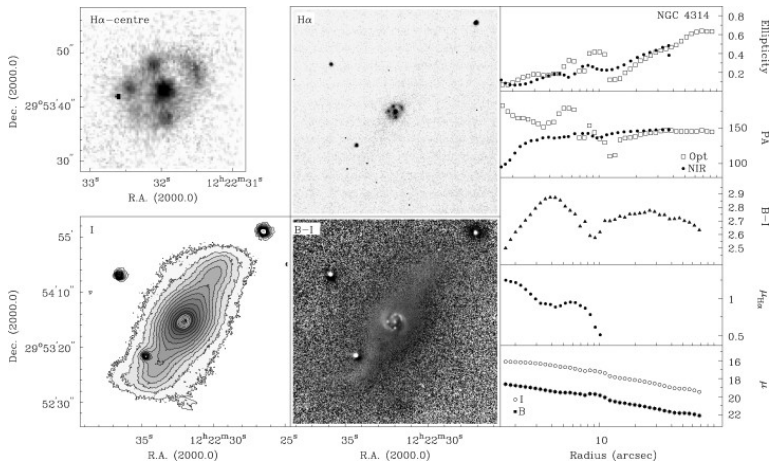 Hα-centre
50"
29°53'40"
30"
Dec. (2000.0)
33ˢ
32ˢ
12ʰ22ᵐ31ˢ
R.A. (2000.0)
Hα
I
55'
54'10"
29°53'20"
52'30"
Dec. (2000.0)
35ˢ
12ʰ22ᵐ30ˢ
25ˢ
R.A. (2000.0)
B-I
35ˢ
12ʰ22ᵐ30ˢ
R.A. (2000.0)
NGC 4314
0.8
0.6
0.4
0.2
Ellipticity
150
100
PA
Opt
NIR
2.9
2.8
2.7
2.6
2.5
B-I
1
0.5
μHα
16
18
20
22
μ
I
B
10
Radius (arcsec)